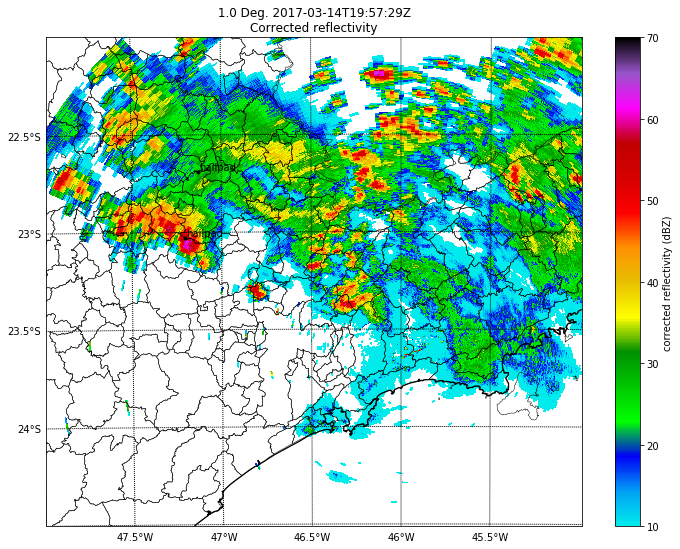 1.0 Deg. 2017-03-14T19:57:29Z
Corrected reflectivity
22.5°S
23°S
23.5°S
24°S
47.5°W
47°W
46.5°W
46°W
45.5°W
70
60
50
40
30
20
10
corrected reflectivity (dBZ)